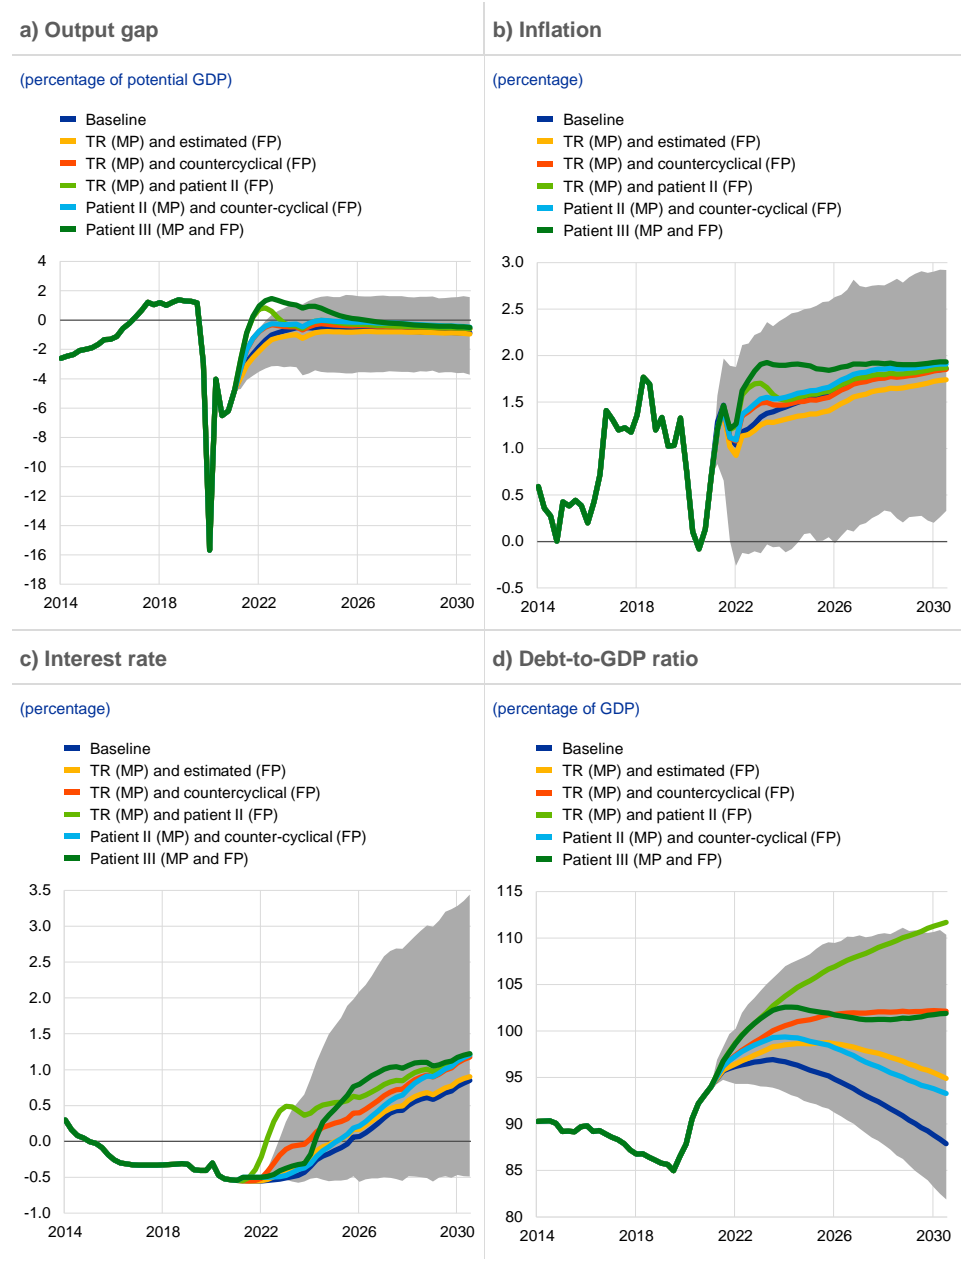 a) Output gap
(percentage of potential GDP)
Baseline
TR (MP) and estimated (FP)
TR (MP) and countercyclical (FP)
TR (MP) and patient II (FP)
Patient II (MP) and counter-cyclical (FP)
Patient III (MP and FP)
4
2
0
-2
-4
-6
-8
-10
-12
-14
-16
-18
2014 2018 2022 2026 2030
b) Inflation
(percentage)
Baseline
TR (MP) and estimated (FP)
TR (MP) and countercyclical (FP)
TR (MP) and patient II (FP)
Patient II (MP) and counter-cyclical (FP)
Patient III (MP and FP)
3.0
2.5
2.0
1.5
1.0
0.5
0.0
-0.5
2014 2018 2022 2026 2030
c) Interest rate
(percentage)
Baseline
TR (MP) and estimated (FP)
TR (MP) and countercyclical (FP)
TR (MP) and patient II (FP)
Patient II (MP) and counter-cyclical (FP)
Patient III (MP and FP)
3.5
3.0
2.5
2.0
1.5
1.0
0.5
0.0
-0.5
-1.0
2014 2018 2022 2026 2030
d) Debt-to-GDP ratio
(percentage of GDP)
Baseline
TR (MP) and estimated (FP)
TR (MP) and countercyclical (FP)
TR (MP) and patient II (FP)
Patient II (MP) and counter-cyclical (FP)
Patient III (MP and FP)
115
110
105
100
95
90
85
80
2014 2018 2022 2026 2030